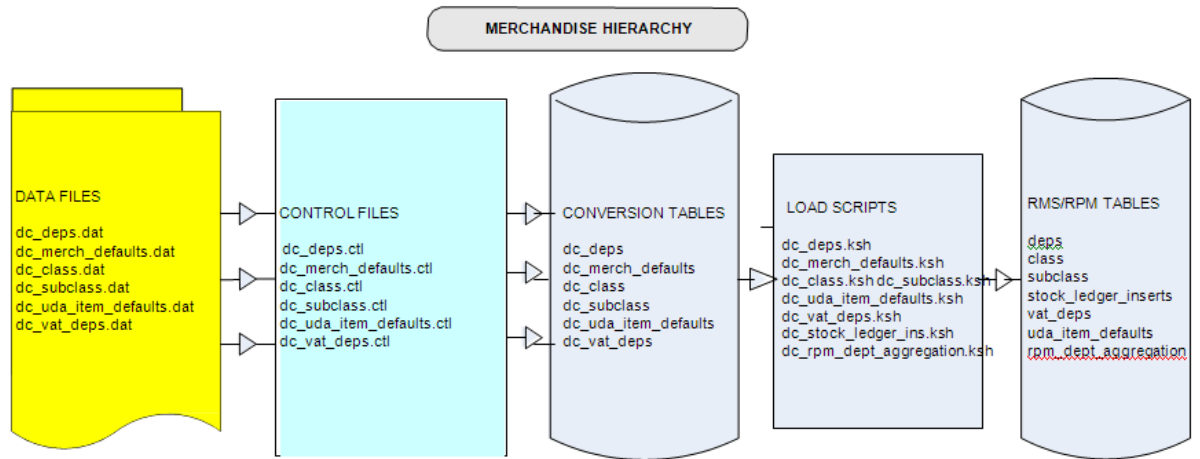 MERCHANDISE HIERARCHY
DATA FILES
dc_deps.dat
dc_merch_defaults.dat
dc_class.dat
dc_subclass.dat
dc_uda_item_defaults.dat
dc_vat_deps.dat
CONTROL FILES
dc_deps.ctl
dc_merch_defaults.ctl
dc_class.ctl
dc_subclass.ctl
dc_uda_item_defaults.ctl
dc_vat_deps.ctl
CONVERSION TABLES
dc_deps
dc_merch_defaults
dc_class
dc_subclass
dc_uda_item_defaults
dc_vat_deps
LOAD SCRIPTS
dc_deps.ksh
dc_merch_defaults.ksh
dc_class.ksh dc_subclass.ksh
dc_uda_item_defaults.ksh
dc_vat_deps.ksh
dc_stock_ledger_ins.ksh
dc_rpm_dept_aggregation.ksh
RMS/RPM TABLES
deps
class
subclass
stock_ledger_inserts
vat_deps
uda_item_defaults
rpm_dept_aggregation